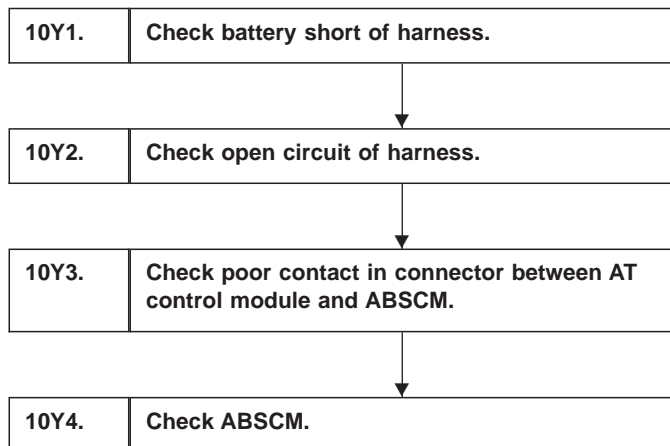 10Y1. Check battery short of harness.
10Y2. Check open circuit of harness.
10Y3. Check poor contact in connector between AT
control module and ABSCM.
10Y4. Check ABSCM.